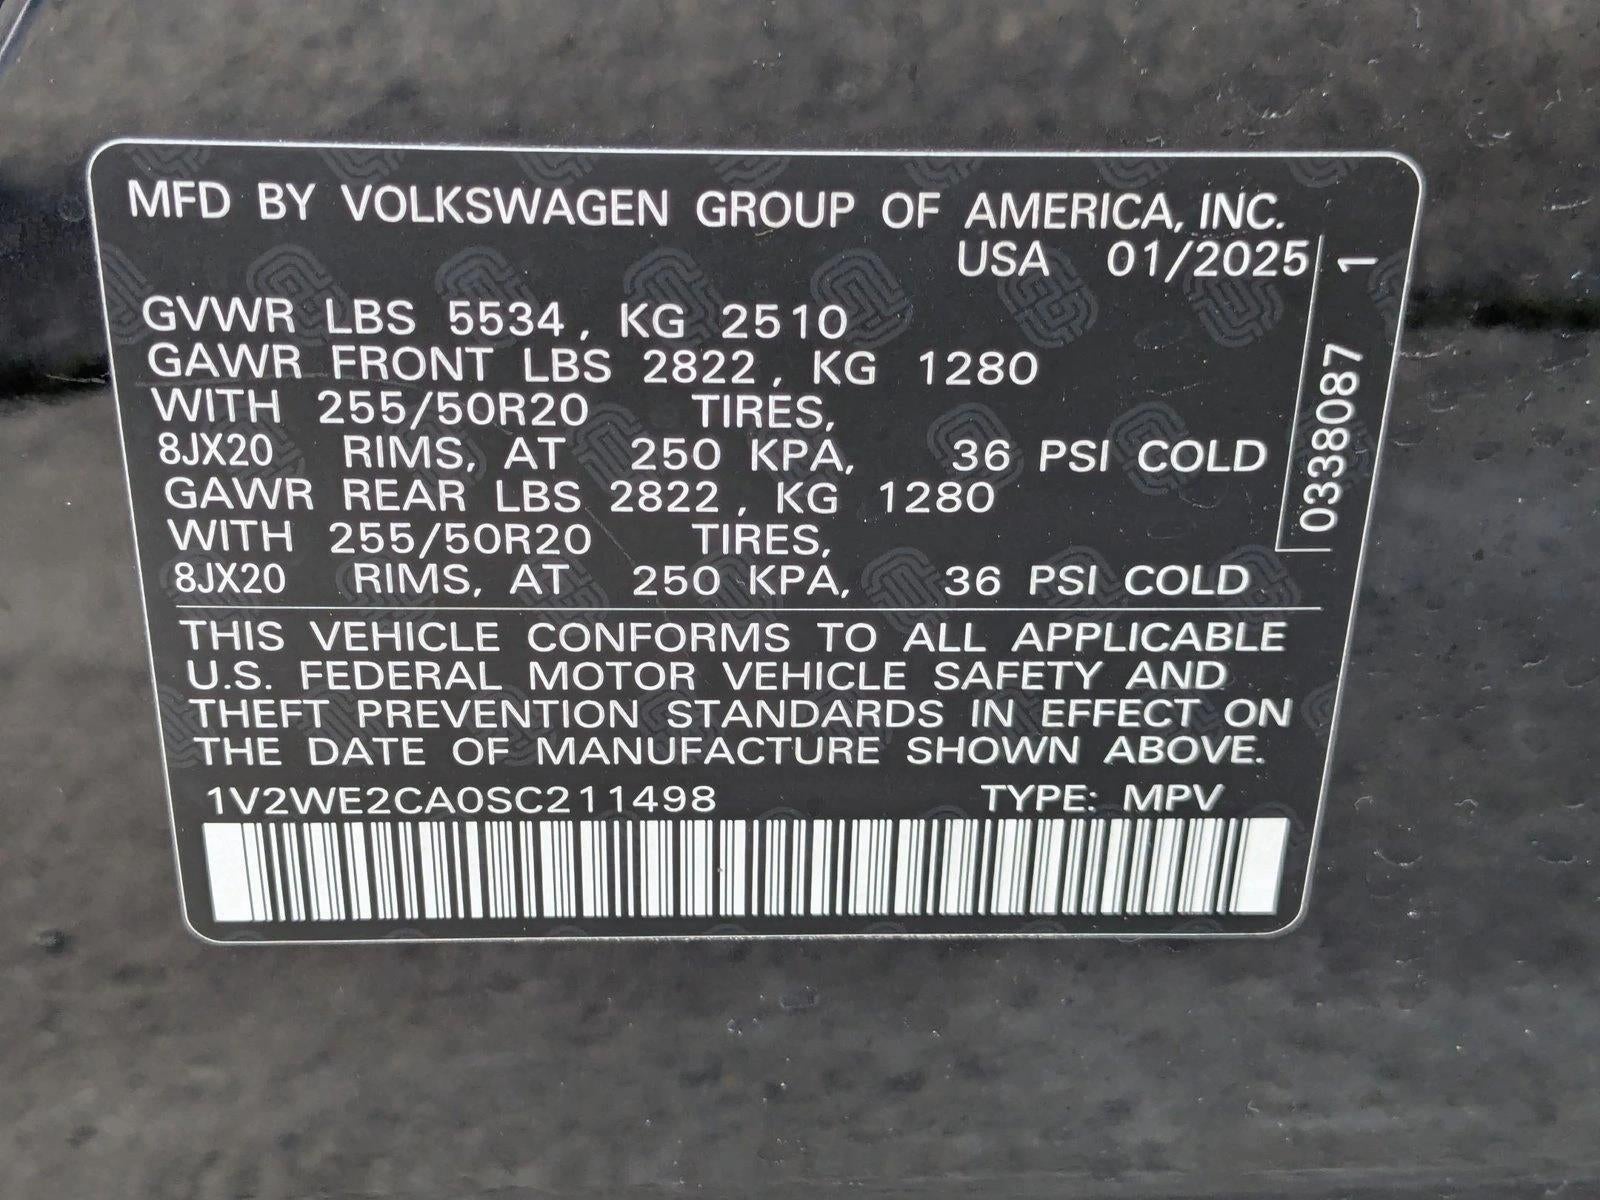 MFD BY VOLKSWAGEN GROUP OF AMERICA, INC.
USA 01/2025
GVWR LBS 5534, KG 2510
GAWR FRONT LBS 2822, KG 1280
WITH 255/50R20 TIRES,
8JX20 RIMS, AT 250 KPA, 36 PSI COLD
GAWR REAR LBS 2822, KG 1280
WITH 255/50R20 TIRES,
8JX20 RIMS, AT 250 KPA, 36 PSI COLD
THIS VEHICLE CONFORMS TO ALL APPLICABLE
U.S. FEDERAL MOTOR VEHICLE SAFETY AND
THEFT PREVENTION STANDARDS IN EFFECT ON
THE DATE OF MANUFACTURE SHOWN ABOVE.
1V2WE2CA0SC211498 TYPE: MPV
0338087 1